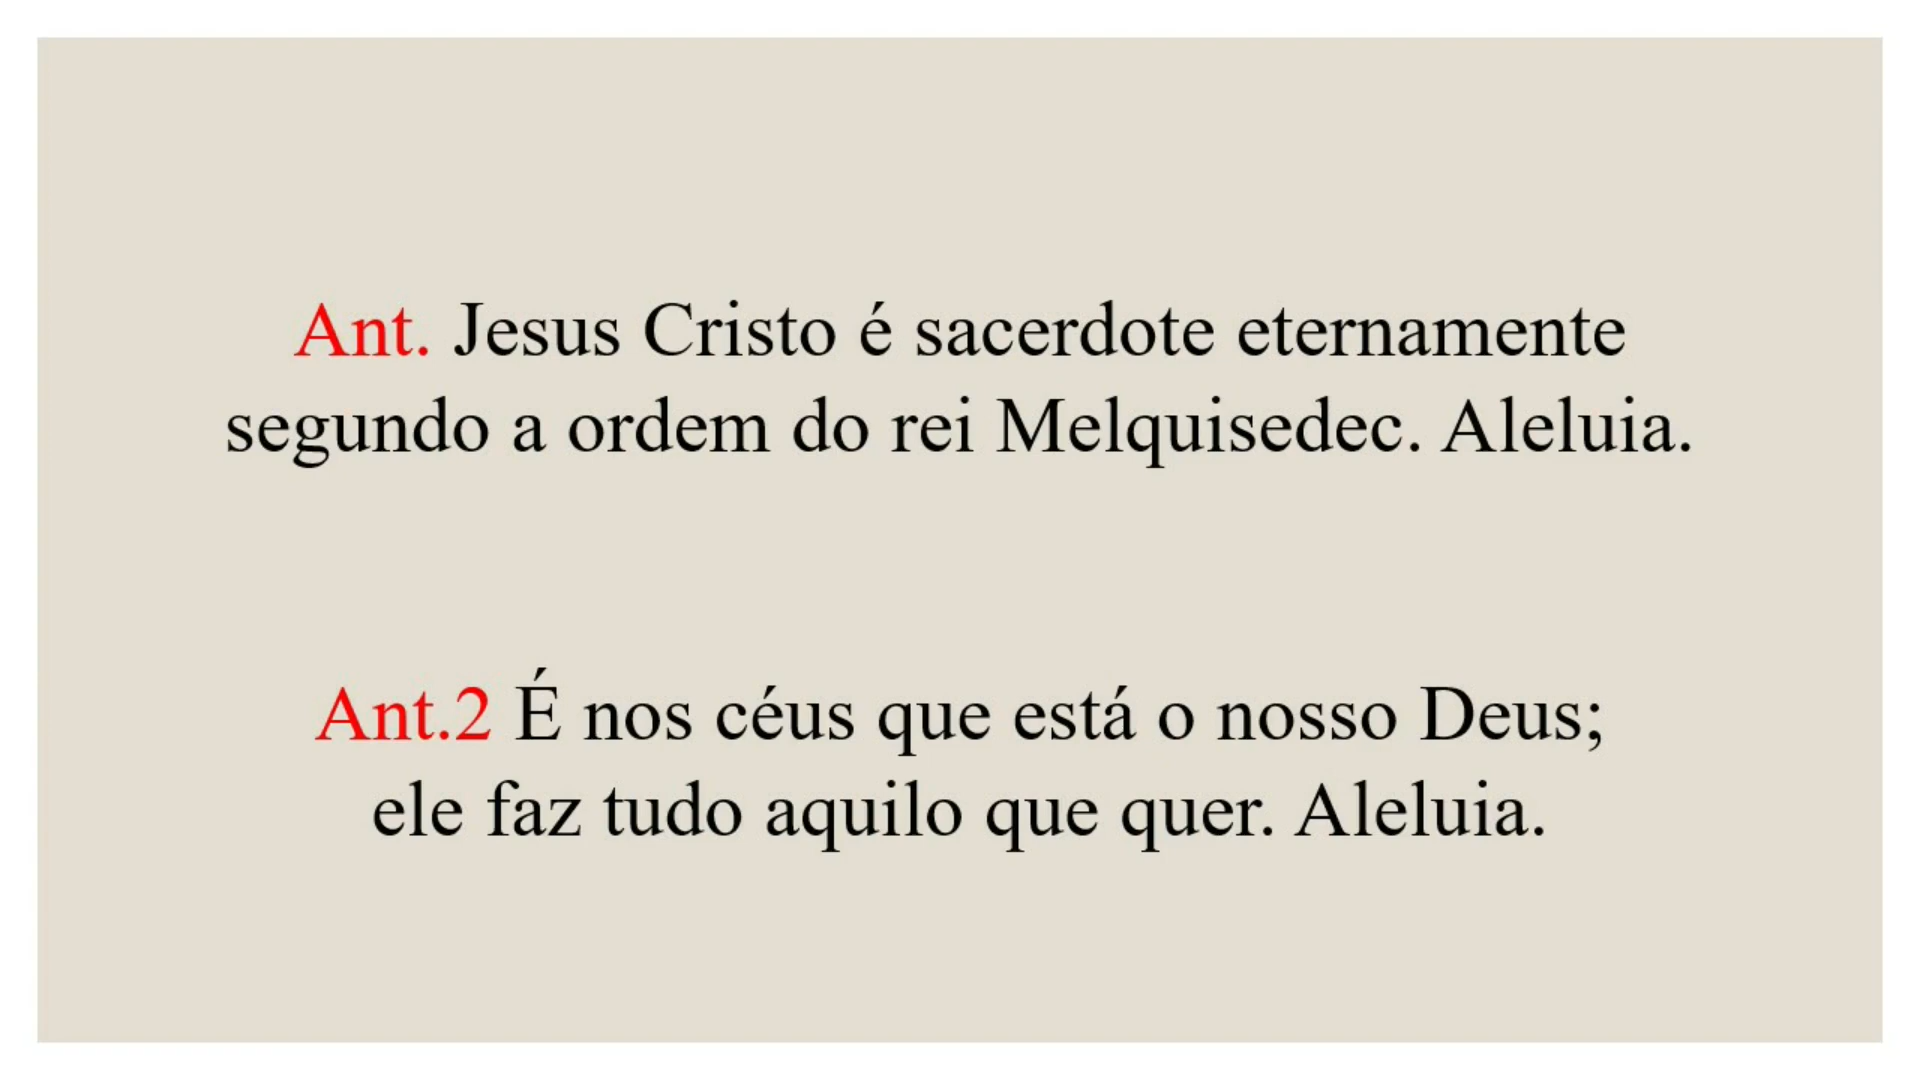 Ant. Jesus Cristo é sacerdote eternamente
segundo a ordem do rei Melquisedec. Aleluia.
Ant.2 É nos céus que está o nosso Deus;
ele faz tudo aquilo que quer. Aleluia.